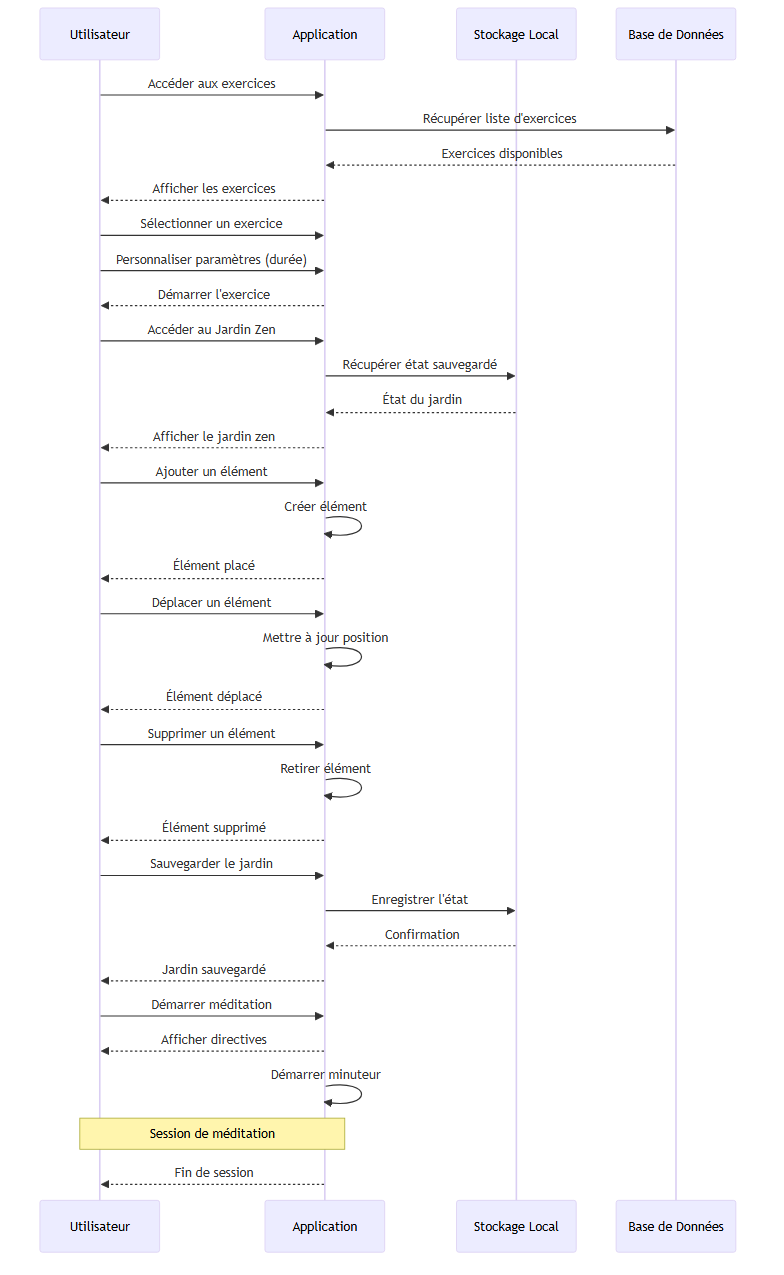 Utilisateur
Application
Stockage Local
Base de Données
Accéder aux exercices
Récupérer liste d'exercices
Exercices disponibles
Afficher les exercices
Sélectionner un exercice
Personnaliser paramètres (durée)
Démarrer l'exercice
Accéder au Jardin Zen
Récupérer état sauvegardé
État du jardin
Afficher le jardin zen
Ajouter un élément
Créer élément
Élément placé
Déplacer un élément
Mettre à jour position
Élément déplacé
Supprimer un élément
Retirer élément
Élément supprimé
Sauvegarder le jardin
Enregistrer l'état
Confirmation
Jardin sauvegardé
Démarrer méditation
Afficher directives
Démarrer minuteur
Session de méditation
Fin de session
Utilisateur
Application
Stockage Local
Base de Données